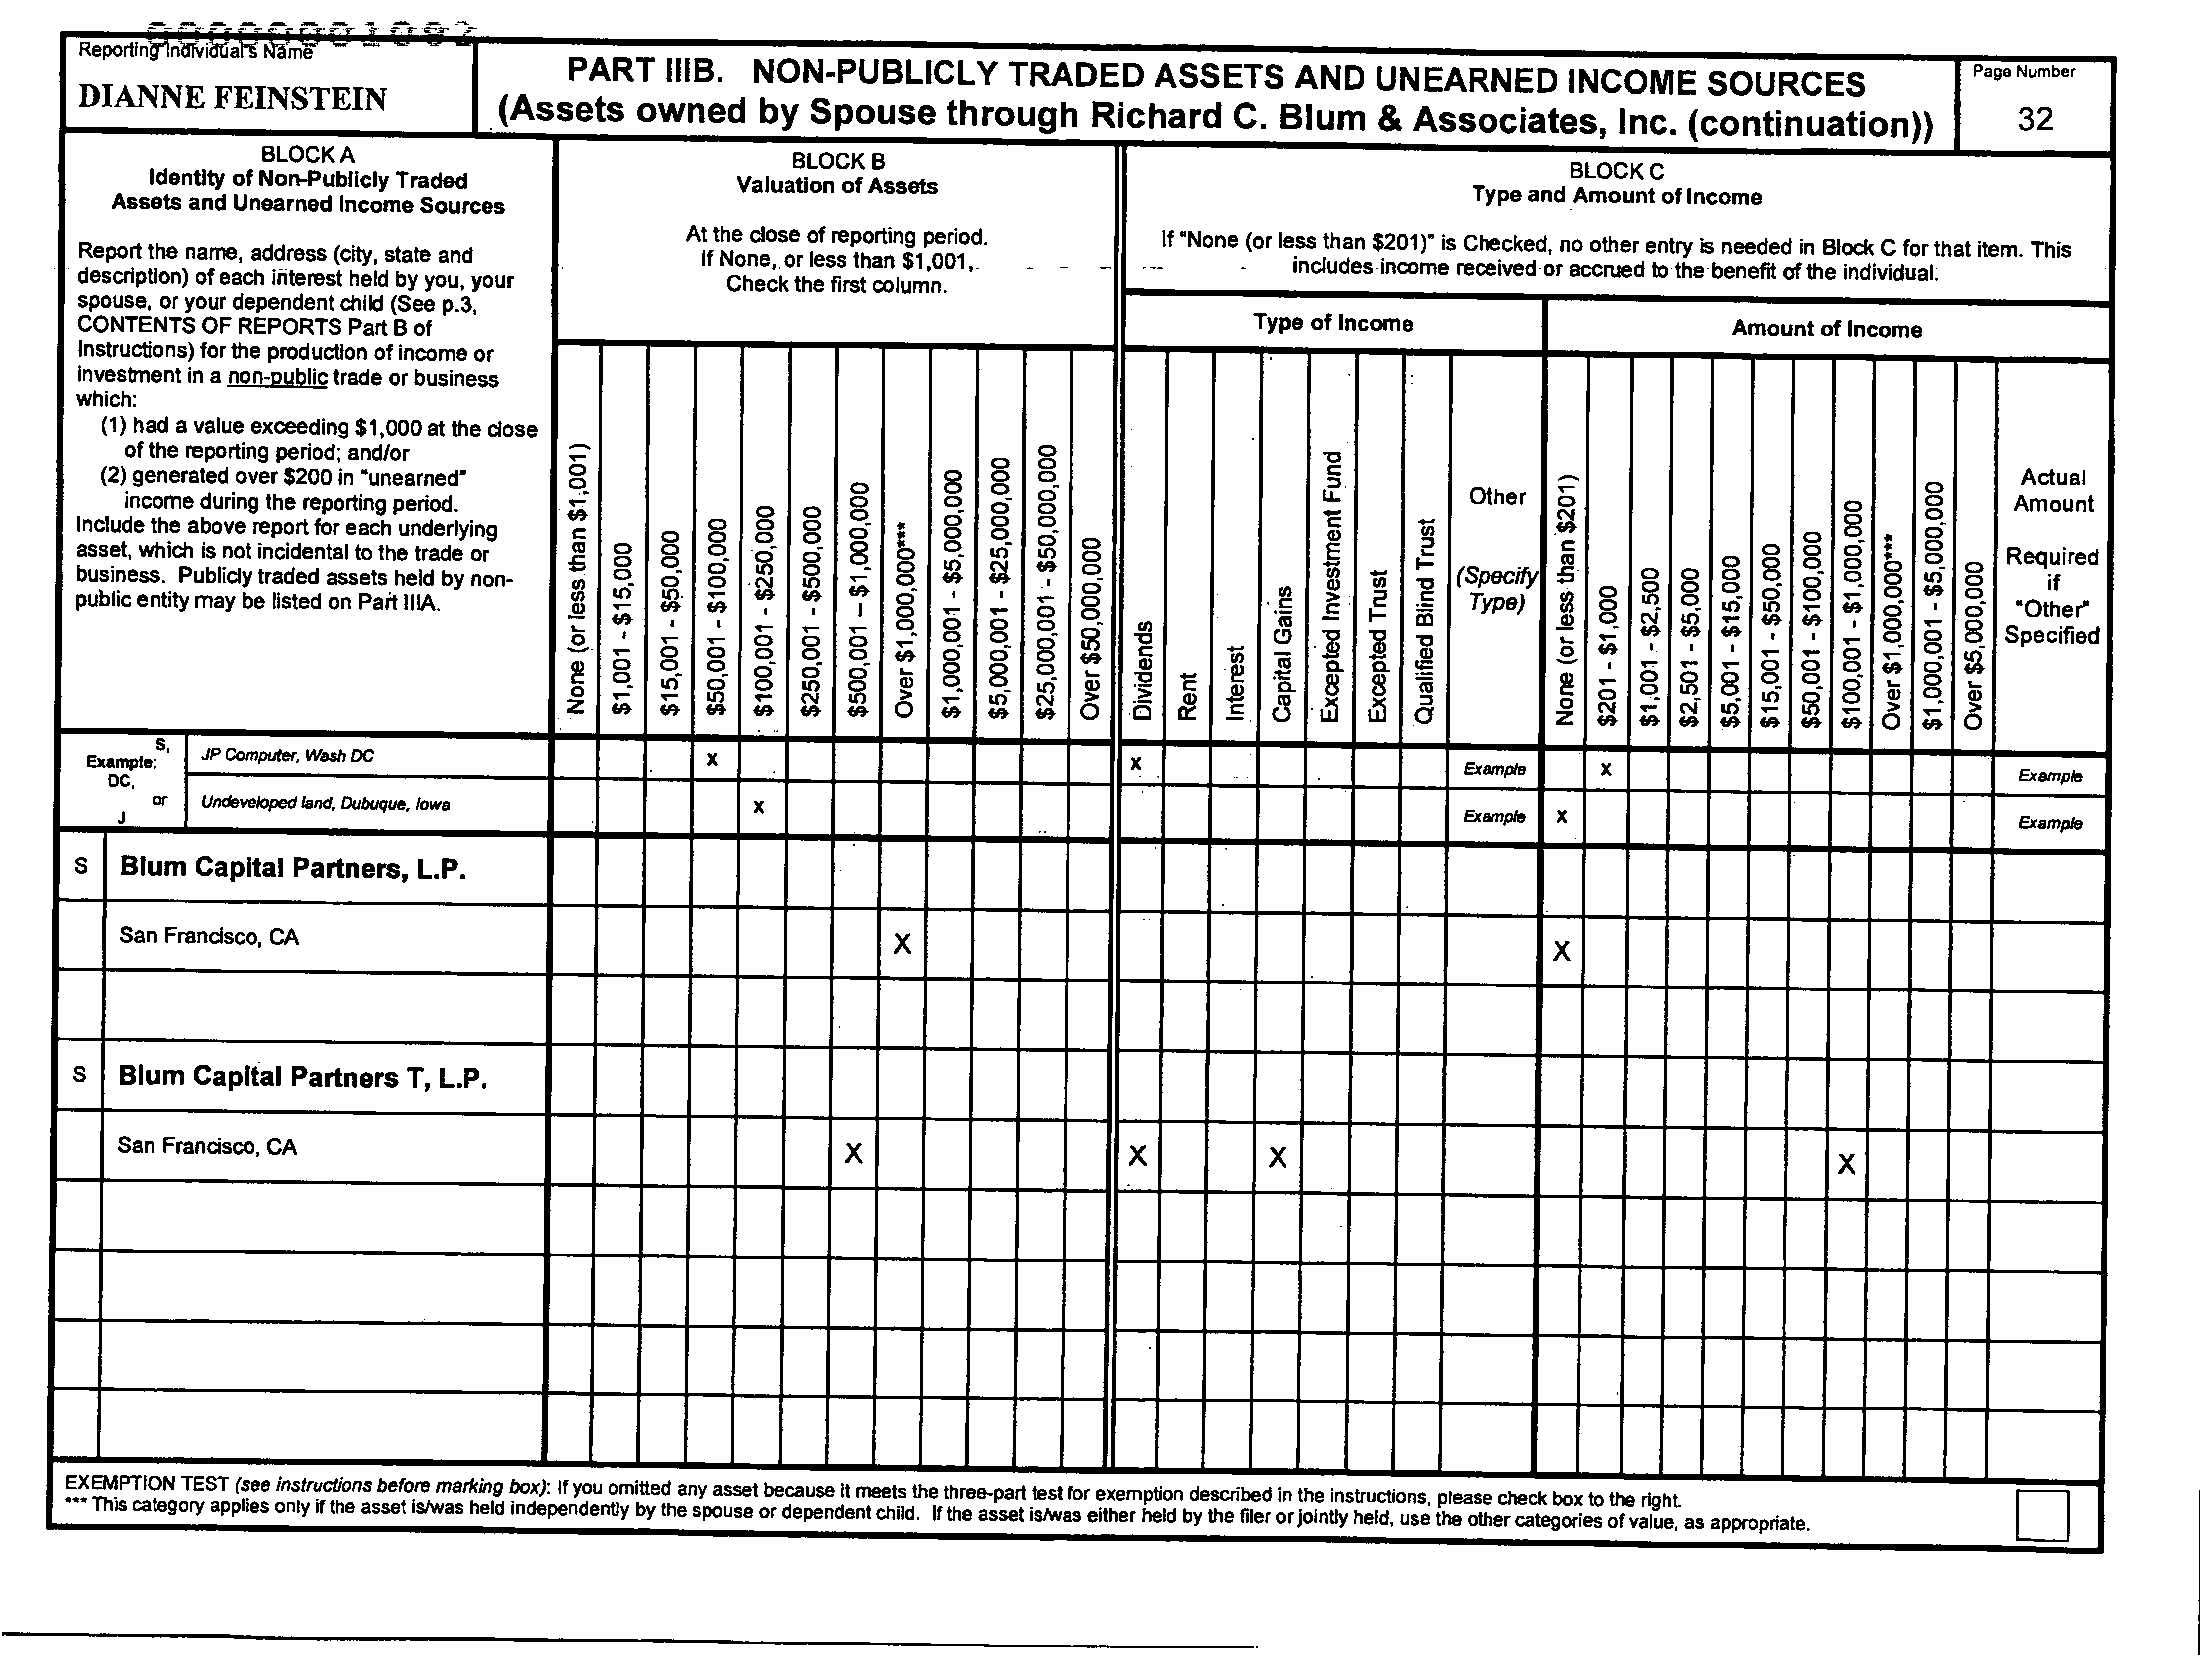 Reporting Individual's Name
DIANNE FEINSTEIN
PART IIIB. NON-PUBLICLY TRADED ASSETS AND UNEARNED INCOME SOURCES
(Assets owned by Spouse through Richard C. Blum & Associates, Inc. (continuation))
Page Number
32
BLOCK A
Identity of Non-Publicly Traded
Assets and Unearned Income Sources
Report the name, address (city, state and
description) of each interest held by you, your
spouse, or your dependent child (See p.3,
CONTENTS OF REPORTS Part B of
Instructions) for the production of income or
investment in a non-public trade or business
which:
(1) had a value exceeding $1,000 at the close
of the reporting period; and/or
(2) generated over $200 in "unearned"
income during the reporting period.
Include the above report for each underlying
asset, which is not incidental to the trade or
business. Publicly traded assets held by non-
public entity may be listed on Part IIIA.
BLOCK B
Valuation of Assets
At the close of reporting period.
If None, or less than $1,001,
Check the first column.
None (or less than $1,001)
$1,001 - $15,000
$15,001 - $50,000
$50,001 - $100,000
$100,001 - $250,000
$250,001 - $500,000
$500,001 – $1,000,000
Over $1,000,000***
$1,000,001 - $5,000,000
$5,000,001 - $25,000,000
$25,000,001 - $50,000,000
Over $50,000,000
BLOCK C
Type and Amount of Income
If "None (or less than $201)" is Checked, no other entry is needed in Block C for that item. This
includes income received or accrued to the benefit of the individual.
Type of Income
Amount of Income
Dividends
Rent
Interest
Capital Gains
Excepted Investment Fund
Excepted Trust
Qualified Blind Trust
Other
(Specify
Type)
None (or less than $201)
$201 - $1,000
$1,001 - $2,500
$2,501 - $5,000
$5,001 - $15,000
$15,001 - $50,000
$50,001 - $100,000
$100,001 - $1,000,000
Over $1,000,000***
$1,000,001 - $5,000,000
Over $5,000,000
Actual
Amount
Required
if
"Other"
Specified
Example: S,
DC,
or
J
JP Computer, Wash DC X X Example X Example
Undeveloped land, Dubuque, Iowa X Example X Example
S Blum Capital Partners, L.P.
San Francisco, CA X X
S Blum Capital Partners T, L.P.
San Francisco, CA X X X X
EXEMPTION TEST (see instructions before marking box): If you omitted any asset because it meets the three-part test for exemption described in the instructions, please check box to the right.
*** This category applies only if the asset is/was held independently by the spouse or dependent child. If the asset is/was either held by the filer or jointly held, use the other categories of value, as appropriate.